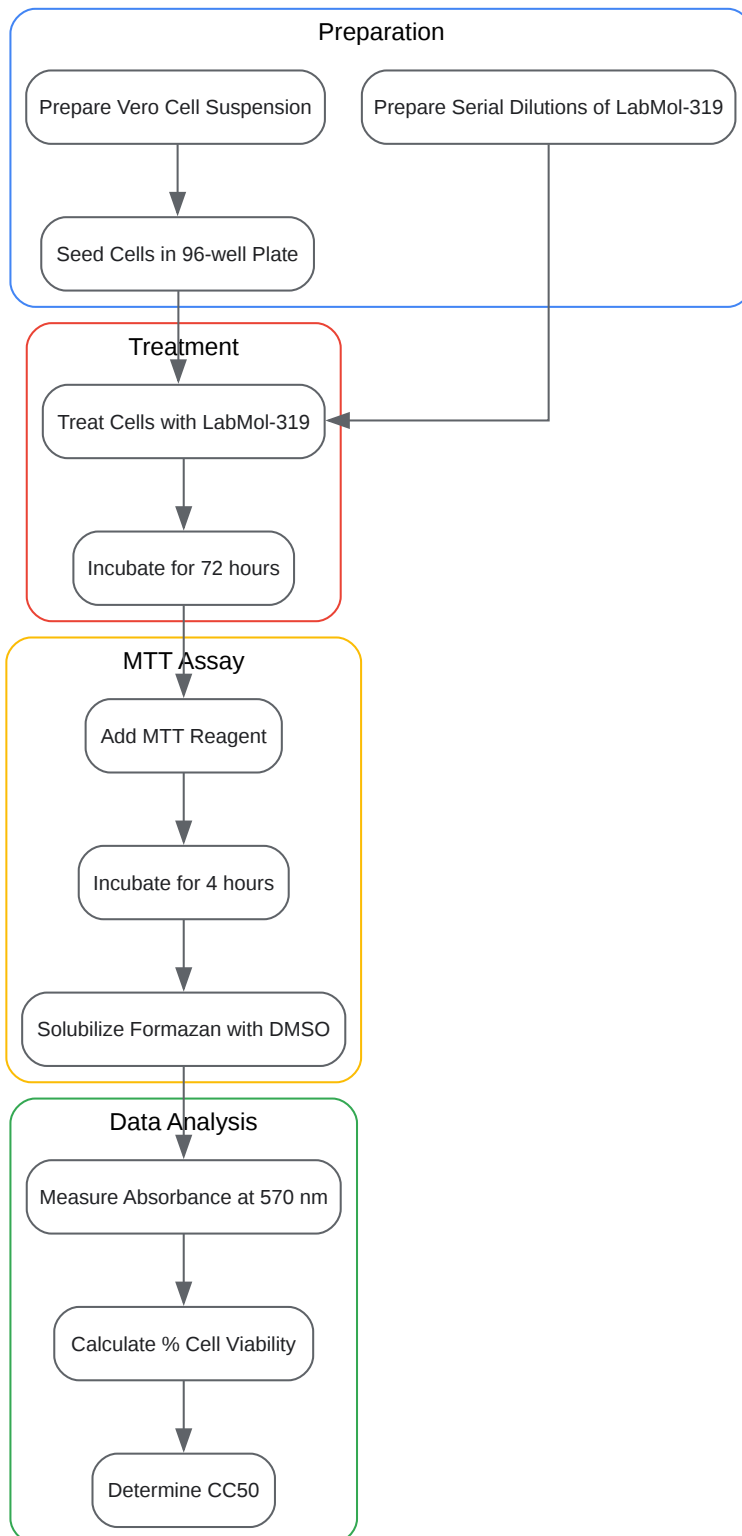 Preparation
Prepare Vero Cell Suspension
Prepare Serial Dilutions of LabMol-319
Seed Cells in 96-well Plate
Treatment
Treat Cells with LabMol-319
Incubate for 72 hours
MTT Assay
Add MTT Reagent
Incubate for 4 hours
Solubilize Formazan with DMSO
Data Analysis
Measure Absorbance at 570 nm
Calculate % Cell Viability
Determine CC50